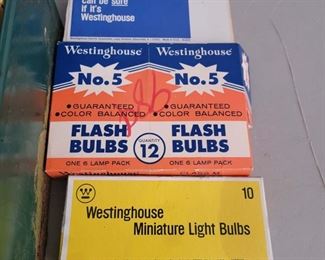 can be sure
if it's
Westinghouse
Westinghouse Westinghouse
No. 5 No. 5
• GUARANTEED • GUARANTEED
• COLOR BALANCED • COLOR BALANCED
FLASH QUANTITY FLASH
BULBS 12 BULBS
ONE 6 LAMP PACK ONE 6 LAMP PACK
Westinghouse
10
Westinghouse
Miniature Light Bulbs